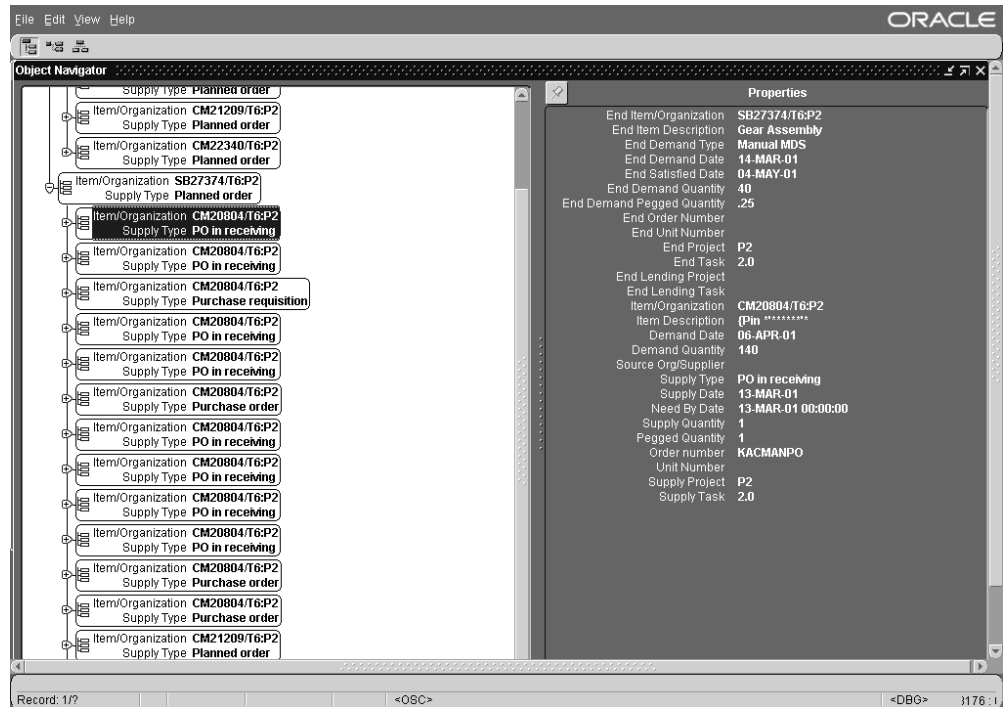 File Edit View Help
ORACLE
Object Navigator
Supply Type Planned order
Item/Organization CM21209/T6:P2
Supply Type Planned order
Item/Organization CM22340/T6:P2
Supply Type Planned order
Item/Organization SB27374/T6:P2
Supply Type Planned order
Item/Organization CM20804/T6:P2
Supply Type PO in receiving
Item/Organization CM20804/T6:P2
Supply Type PO in receiving
Item/Organization CM20804/T6:P2
Supply Type Purchase requisition
Item/Organization CM20804/T6:P2
Supply Type PO in receiving
Item/Organization CM20804/T6:P2
Supply Type PO in receiving
Item/Organization CM20804/T6:P2
Supply Type Purchase order
Item/Organization CM20804/T6:P2
Supply Type PO in receiving
Item/Organization CM20804/T6:P2
Supply Type PO in receiving
Item/Organization CM20804/T6:P2
Supply Type PO in receiving
Item/Organization CM20804/T6:P2
Supply Type PO in receiving
Item/Organization CM20804/T6:P2
Supply Type Purchase order
Item/Organization CM20804/T6:P2
Supply Type Purchase order
Item/Organization CM21209/T6:P2
Supply Type Planned order
Properties
End Item/Organization SB27374/T6:P2
End Item Description Gear Assembly
End Demand Type Manual MDS
End Demand Date 14-MAR-01
End Satisfied Date 04-MAY-01
End Demand Quantity 40
End Demand Pegged Quantity .25
End Order Number
End Unit Number
End Project P2
End Task 2.0
End Lending Project
End Lending Task
Item/Organization CM20804/T6:P2
Item Description {Pin *********
Demand Date 06-APR-01
Demand Quantity 140
Source Org/Supplier
Supply Type PO in receiving
Supply Date 13-MAR-01
Need By Date 13-MAR-01 00:00:00
Supply Quantity 1
Pegged Quantity 1
Order number KACMANPO
Unit Number
Supply Project P2
Supply Task 2.0
Record: 1/? <OSC> <DBG>